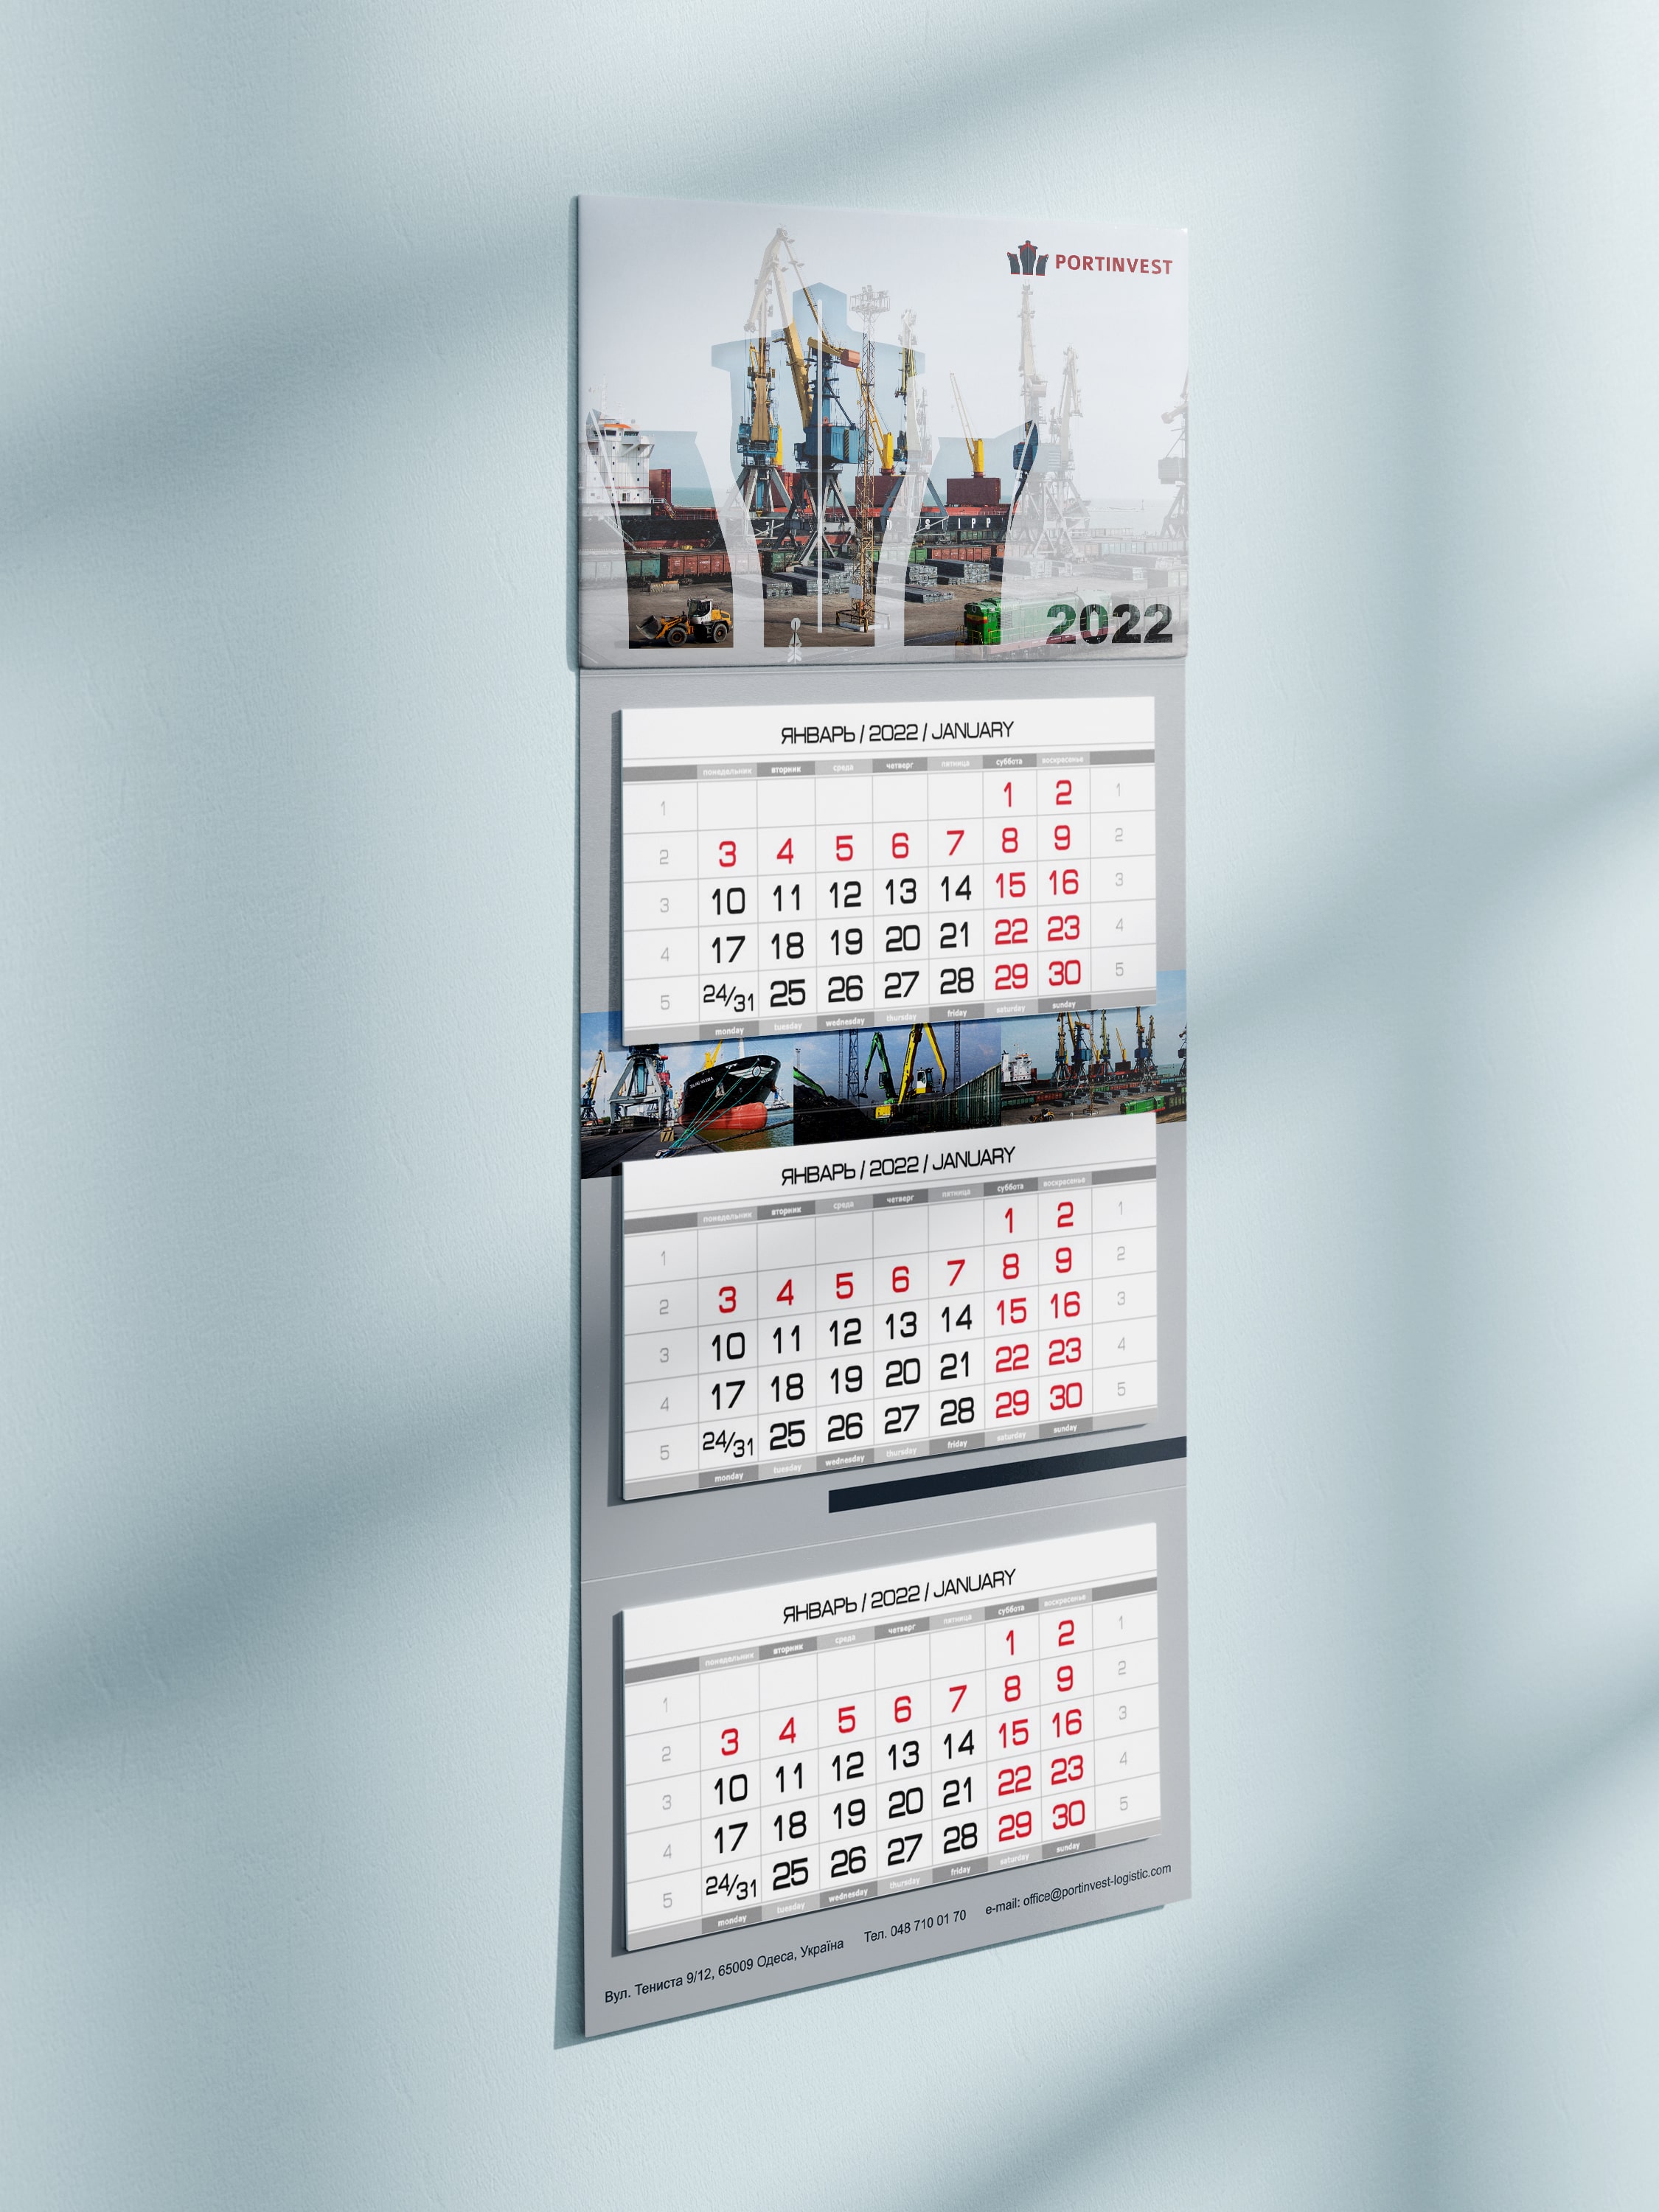 PORTINVEST
2022
ЯНВАРЬ / 2022 / JANUARY
понедельник вторник среда четверг пятница суббота воскресенье
1 1 2 1
2 3 4 5 6 7 8 9 2
3 10 11 12 13 14 15 16 3
4 17 18 19 20 21 22 23 4
5 24/31 25 26 27 28 29 30 5
monday tuesday wednesday thursday friday saturday sunday
ЯНВАРЬ / 2022 / JANUARY
понедельник вторник среда четверг пятница суббота воскресенье
1 1 2 1
2 3 4 5 6 7 8 9 2
3 10 11 12 13 14 15 16 3
4 17 18 19 20 21 22 23 4
5 24/31 25 26 27 28 29 30 5
monday tuesday wednesday thursday friday saturday sunday
ЯНВАРЬ / 2022 / JANUARY
понедельник вторник среда четверг пятница суббота воскресенье
1 1 2 1
2 3 4 5 6 7 8 9 2
3 10 11 12 13 14 15 16 3
4 17 18 19 20 21 22 23 4
5 24/31 25 26 27 28 29 30 5
monday tuesday wednesday thursday friday saturday sunday
Вул. Тениста 9/12, 65009 Одеса, Україна Тел. 048 710 01 70 e-mail: office@portinvest-logistic.com